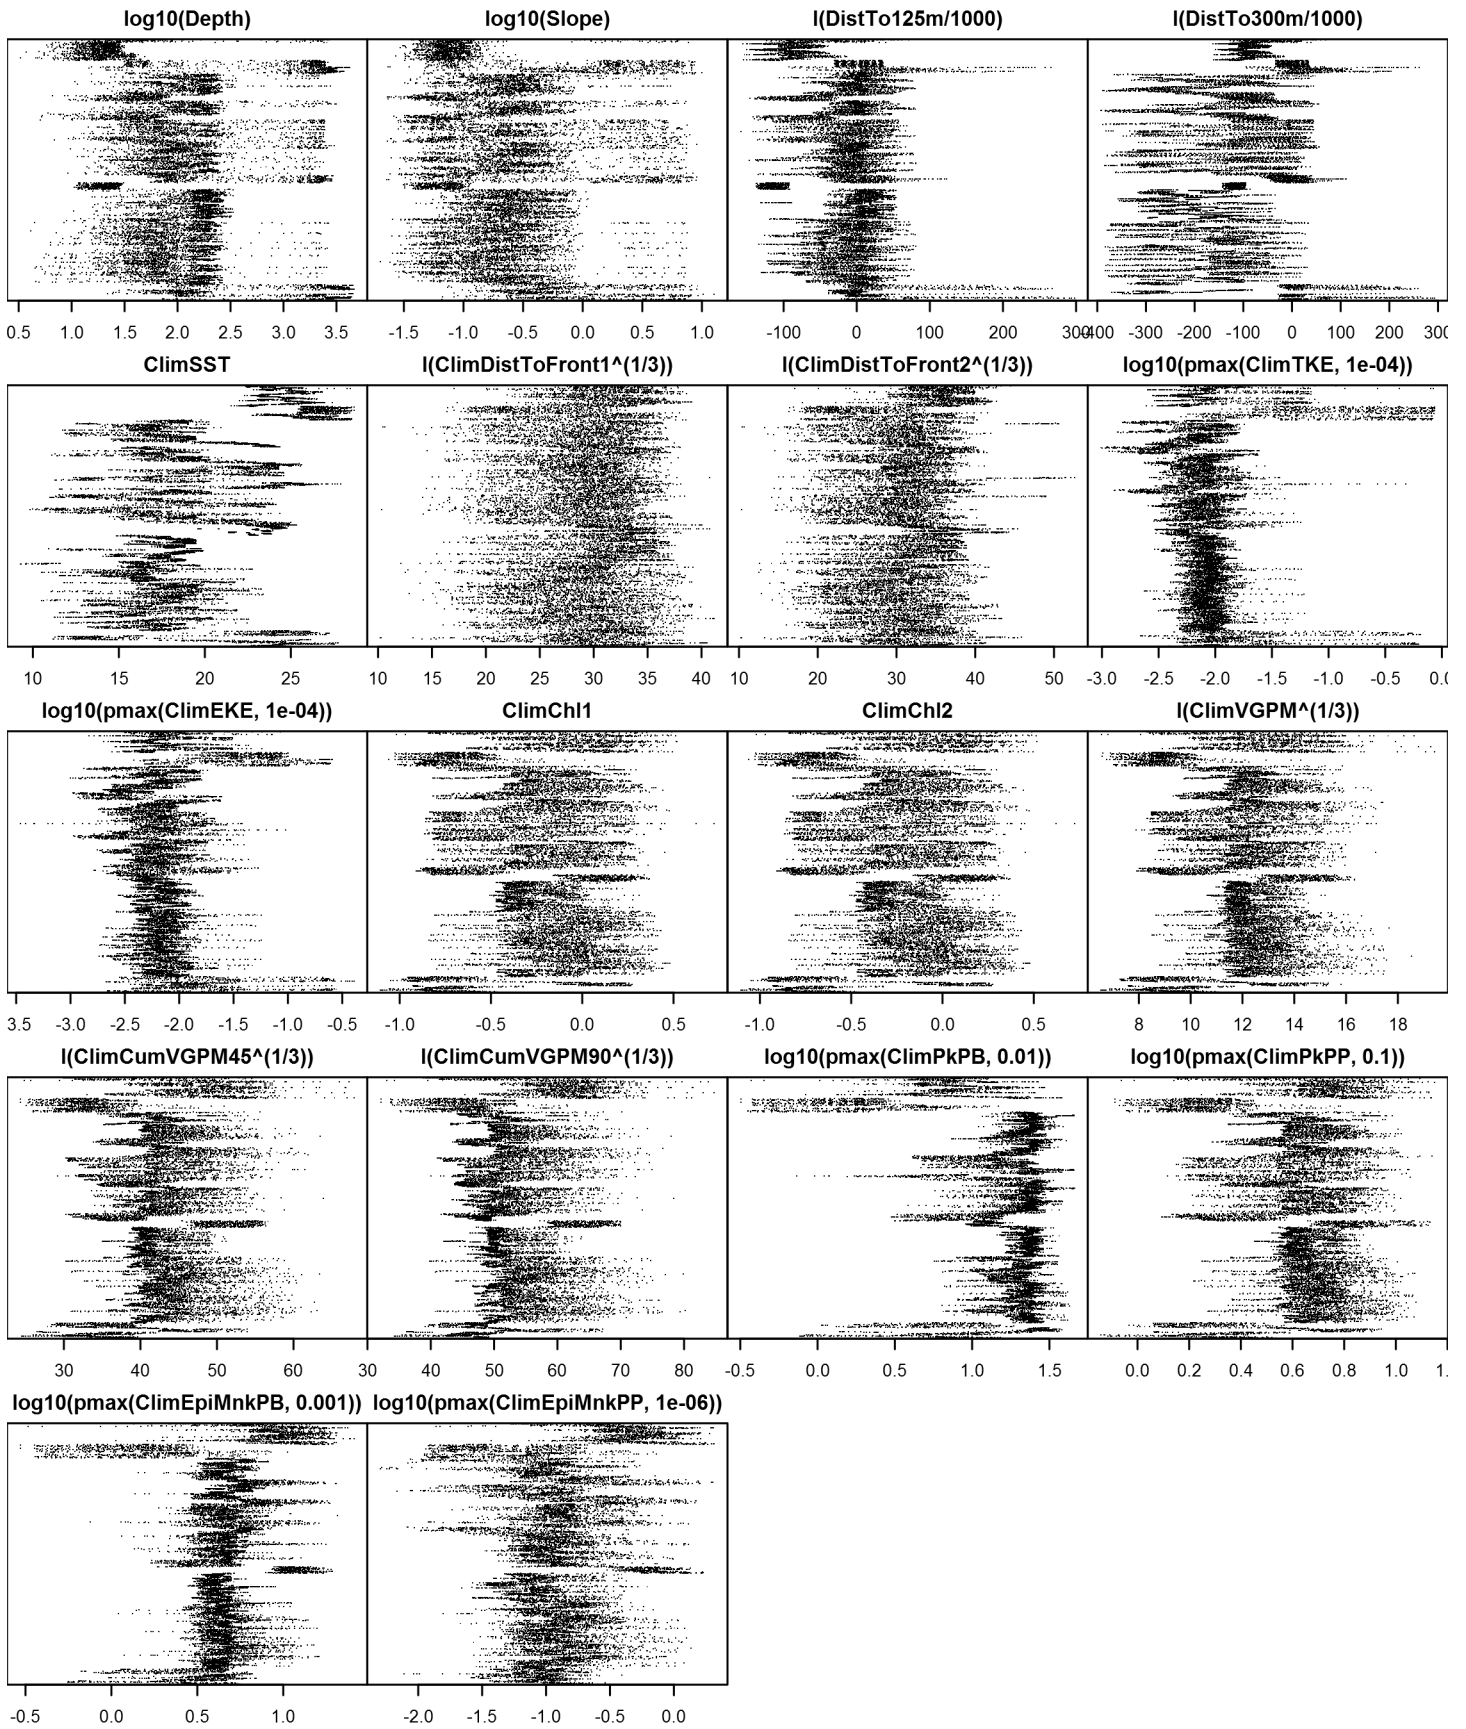 log10(Depth) log10(Slope) I(DistTo125m/1000) I(DistTo300m/1000)
0.5 1.0 1.5 2.0 2.5 3.0 3.5 -1.5 -1.0 -0.5 0.0 0.5 1.0 -100 0 100 200 300 -400 -300 -200 -100 0 100 200 300
ClimSST I(ClimDistToFront1^(1/3)) I(ClimDistToFront2^(1/3)) log10(pmax(ClimTKE, 1e-04))
10 15 20 25 10 15 20 25 30 35 40 10 20 30 40 50 -3.0 -2.5 -2.0 -1.5 -1.0 -0.5 0.0
log10(pmax(ClimEKE, 1e-04)) ClimChl1 ClimChl2 I(ClimVGPM^(1/3))
3.5 -3.0 -2.5 -2.0 -1.5 -1.0 -0.5 -1.0 -0.5 0.0 0.5 -1.0 -0.5 0.0 0.5 8 10 12 14 16 18
I(ClimCumVGPM45^(1/3)) I(ClimCumVGPM90^(1/3)) log10(pmax(ClimPkPB, 0.01)) log10(pmax(ClimPkPP, 0.1))
30 40 50 60 30 40 50 60 70 80 -0.5 0.0 0.5 1.0 1.5 0.0 0.2 0.4 0.6 0.8 1.0 1.
log10(pmax(ClimEpiMnkPB, 0.001)) log10(pmax(ClimEpiMnkPP, 1e-06))
-0.5 0.0 0.5 1.0 -2.0 -1.5 -1.0 -0.5 0.0